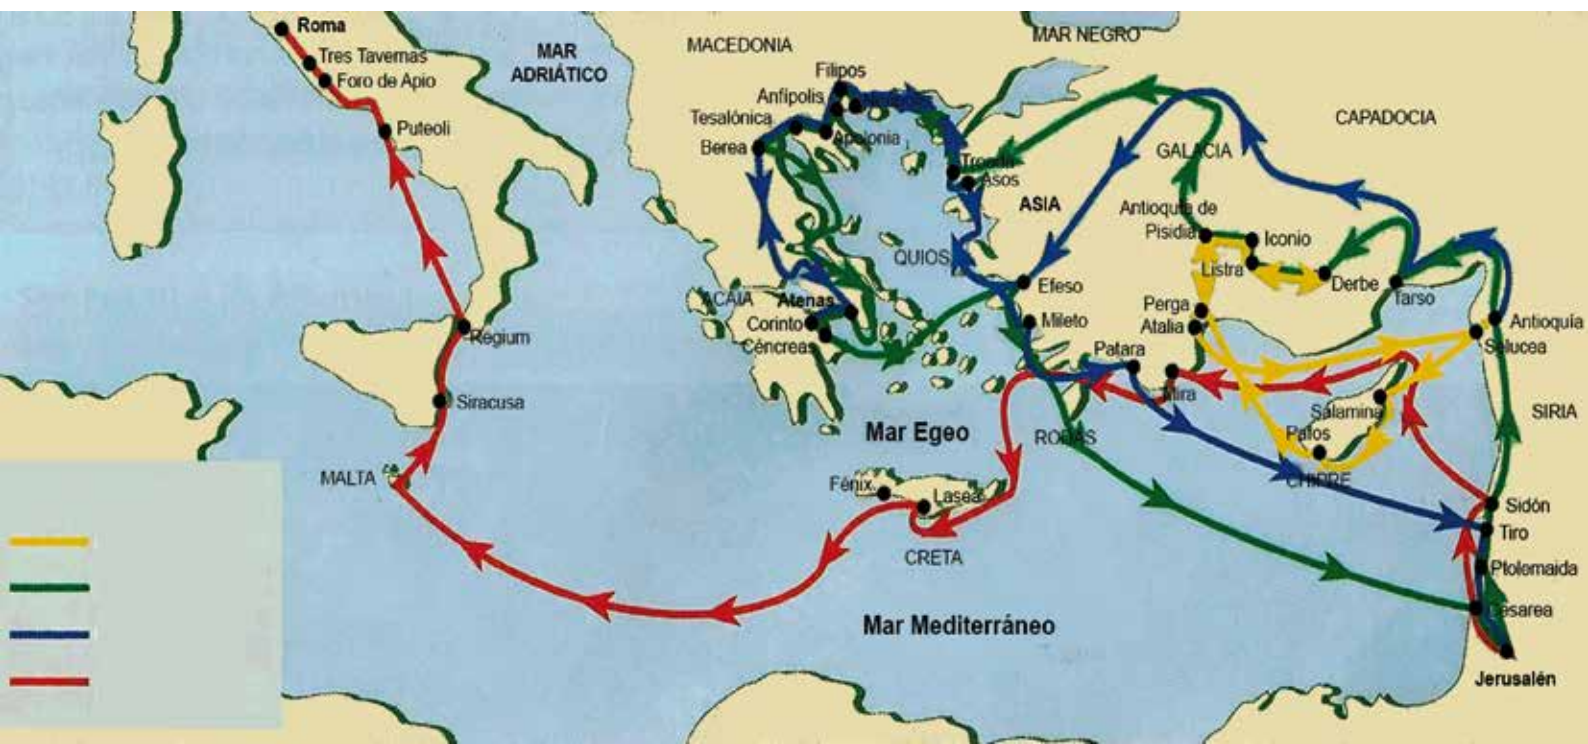 Roma
Tres Tavernas
Foro de Apio
Puteoli
MAR
ADRIÁTICO
MACEDONIA
MAR NEGRO
Filipos
Anfípolis
Tesalónica
Apolonia
Berea
Troada
Asos
ASIA
GALACIA
CAPADOCIA
Antioquía de
Pisidia
Iconio
Listra
Derbe
Tarso
QUIOS
Efeso
ACAIA
Atenas
Corinto
Céncreas
Mileto
Perga
Atalia
Antioquía
Selucea
Patara
Mira
Regium
Siracusa
Salamina
SIRIA
Pafos
Mar Egeo
RODAS
MALTA
CHIPRE
Fénix
Lasea
Sidón
Tiro
CRETA
Ptolemaida
Cesarea
Mar Mediterráneo
Jerusalén